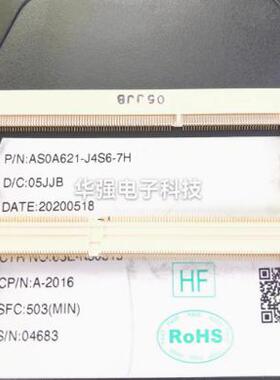 05JJB
P/N:AS0A621-J4S6-7H
D/C:05JJB
华强电子科技
DATE:20200518
CP/N:A-2016
HF
SFC:503(MIN)
S/N:04683
RoHS